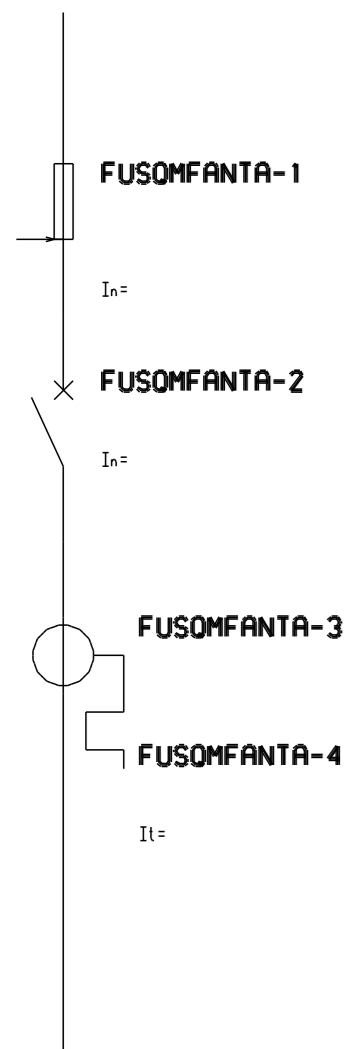 FUSOMFANTA-1
In=
FUSOMFANTA-2
In=
FUSOMFANTA-3
FUSOMFANTA-4
It=